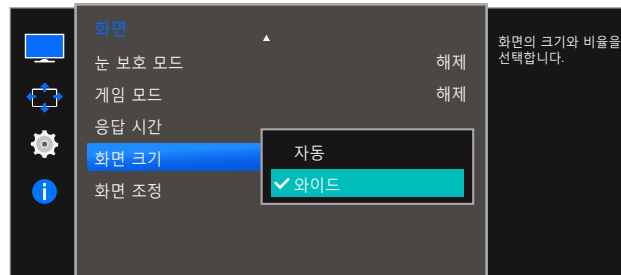 화면
눈 보호 모드 해제
게임 모드 해제
응답 시간
화면 크기
화면 조정
자동
와이드
화면의 크기와 비율을
선택합니다.